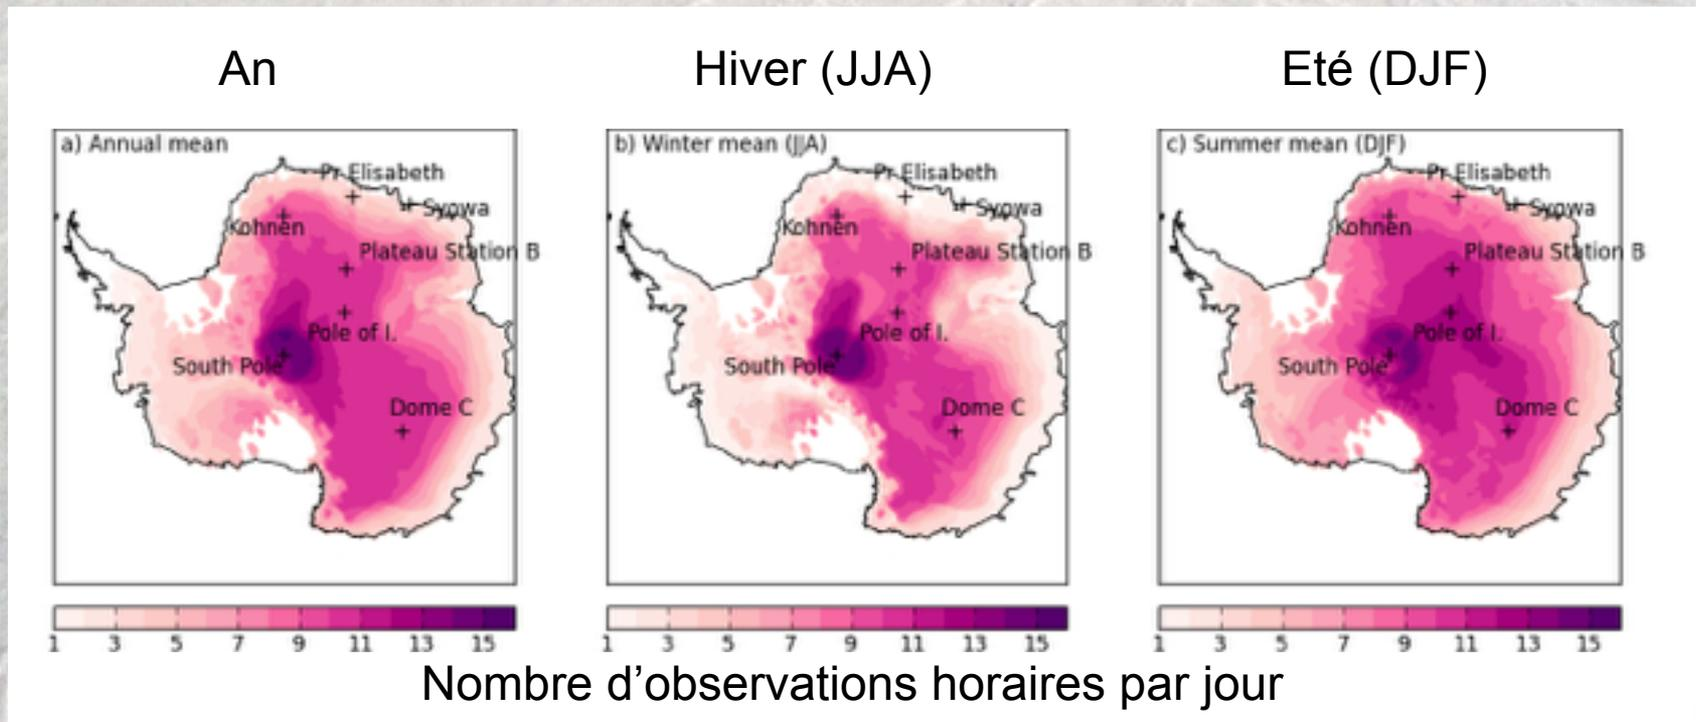 An
Hiver (JJA)
Eté (DJF)
a) Annual mean
Pr Elisabeth
Syowa
Kohnen
Plateau Station B
Pole of I.
South Pole
Dome C
1 3 5 7 9 11 13 15
b) Winter mean (JJA)
Pr Elisabeth
Syowa
Kohnen
Plateau Station B
Pole of I.
South Pole
Dome C
1 3 5 7 9 11 13 15
c) Summer mean (DJF)
Pr Elisabeth
Syowa
Kohnen
Plateau Station B
Pole of I.
South Pole
Dome C
1 3 5 7 9 11 13 15
Nombre d’observations horaires par jour